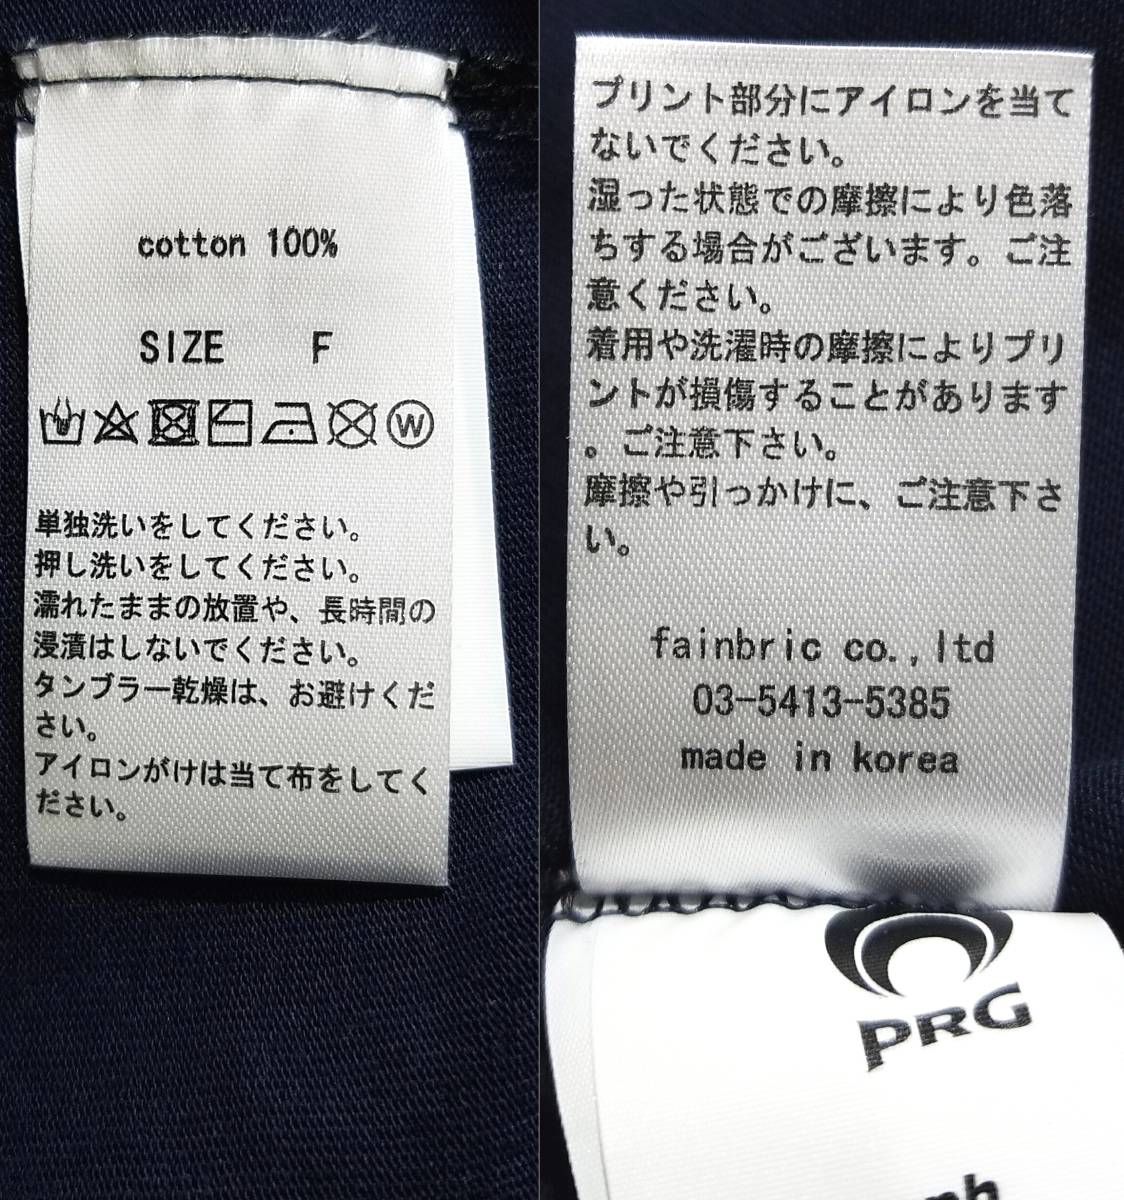 cotton 100%
SIZE F
W
単独洗いをしてください。
押し洗いをしてください。
濡れたままの放置や、長時間の
浸漬はしないでください。
タンブラー乾燥は、お避けくだ
さい。
アイロンがけは当て布をしてく
ださい。
プリント部分にアイロンを当て
ないでください。
湿った状態での摩擦により色落
ちする場合がございます。ご注
意ください。
着用や洗濯時の摩擦によりプリ
ントが損傷することがあります
。ご注意下さい。
摩擦や引っかけに、ご注意下さ
い。
fainbric co.,ltd
03-5413-5385
made in korea
PRG